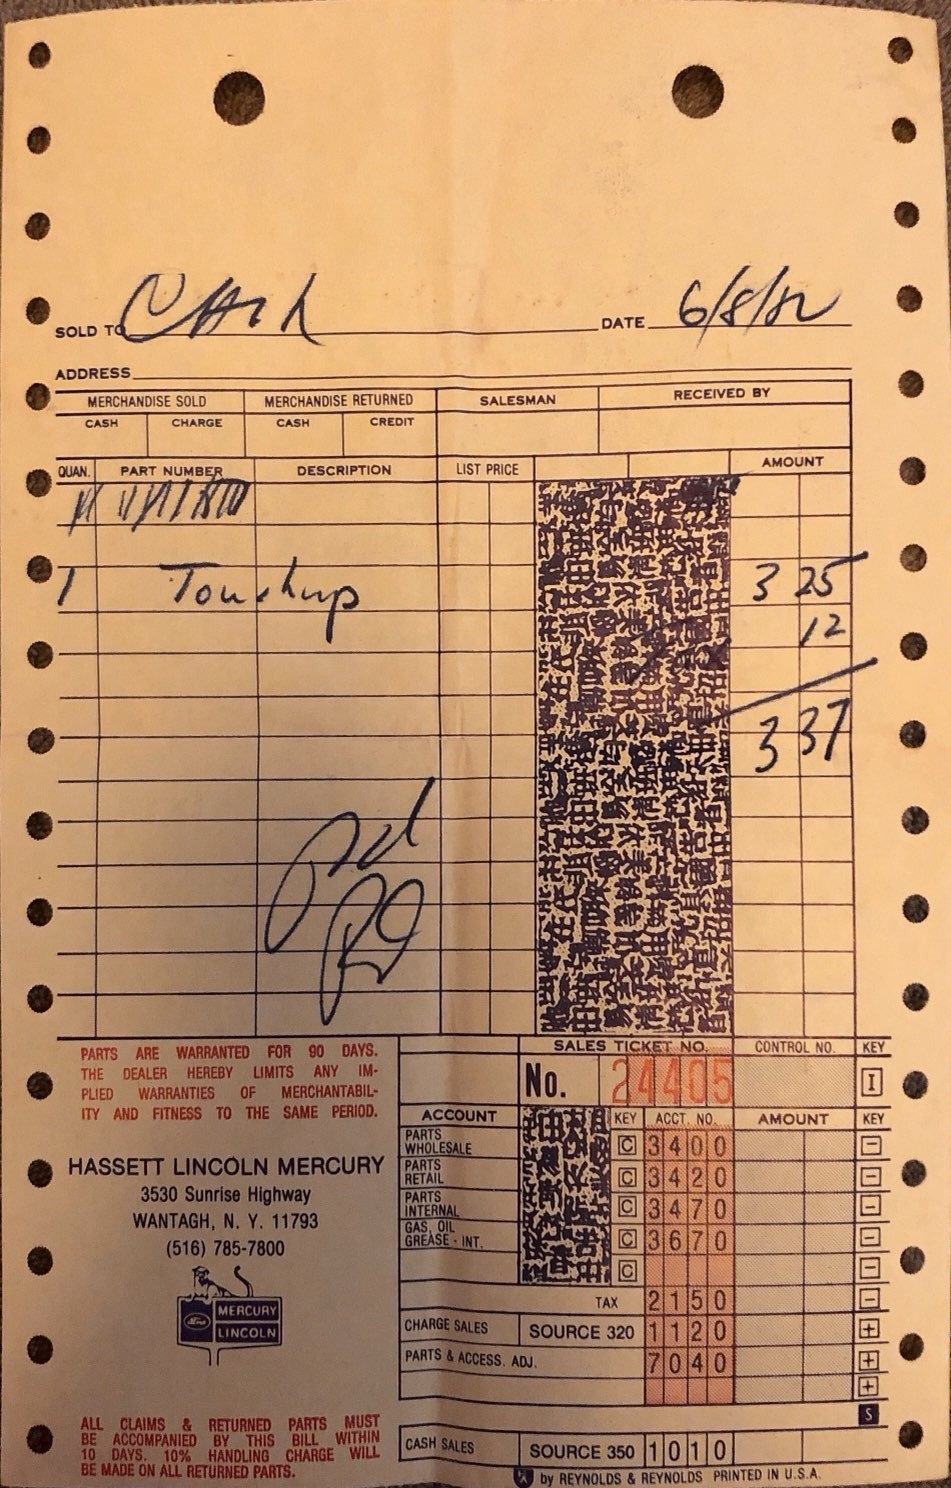 SOLD TO Cash DATE 6/8/82
ADDRESS
MERCHANDISE SOLD MERCHANDISE RETURNED SALESMAN RECEIVED BY
CASH CHARGE CASH CREDIT
QUAN. PART NUMBER DESCRIPTION LIST PRICE AMOUNT
1 Touchup 3 25
12
3 37
Pd
SALES TICKET NO. CONTROL NO. KEY
No. 24405 I
PARTS ARE WARRANTED FOR 90 DAYS.
THE DEALER HEREBY LIMITS ANY IM-
PLIED WARRANTIES OF MERCHANTABIL-
ITY AND FITNESS TO THE SAME PERIOD.
HASSETT LINCOLN MERCURY
3530 Sunrise Highway
WANTAGH, N. Y. 11793
(516) 785-7800
Ford MERCURY
LINCOLN
ALL CLAIMS & RETURNED PARTS MUST
BE ACCOMPANIED BY THIS BILL WITHIN
10 DAYS. 10% HANDLING CHARGE WILL
BE MADE ON ALL RETURNED PARTS.
ACCOUNT KEY ACCT. NO. AMOUNT KEY
PARTS
WHOLESALE C 3400 −
PARTS
RETAIL C 3420 −
PARTS
INTERNAL C 3470 −
GAS, OIL
GREASE - INT. C 3670 −
C −
TAX 2150 −
CHARGE SALES SOURCE 320 1120 +
PARTS & ACCESS. ADJ. 7040 +
+
S
CASH SALES SOURCE 350 1010
by REYNOLDS & REYNOLDS PRINTED IN U.S.A.